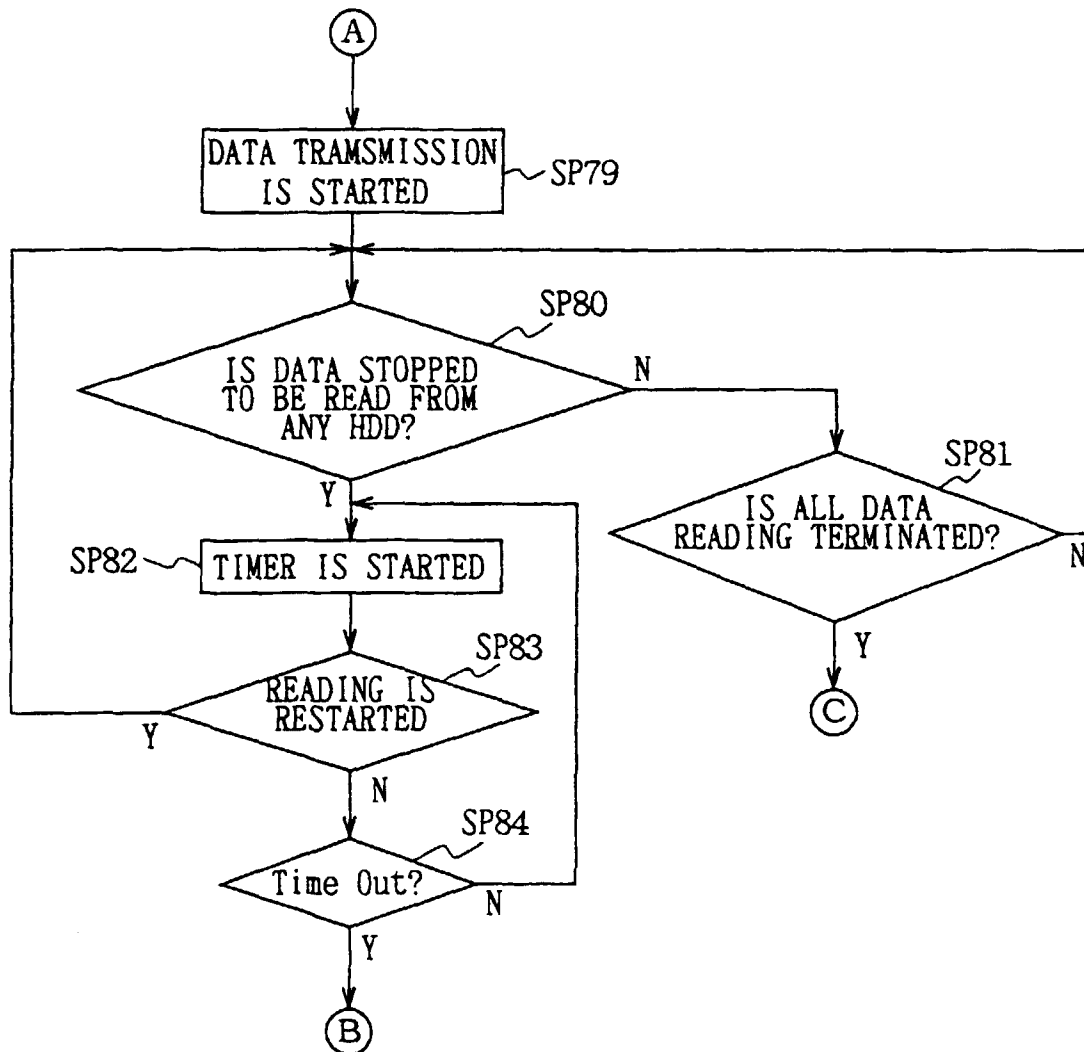 A
DATA TRAMSMISSION
IS STARTED
SP79
SP80
IS DATA STOPPED
TO BE READ FROM
ANY HDD?
N
Y
SP81
IS ALL DATA
READING TERMINATED?
N
Y
C
SP82
TIMER IS STARTED
SP83
READING IS
RESTARTED
Y
N
SP84
Time Out?
N
Y
B